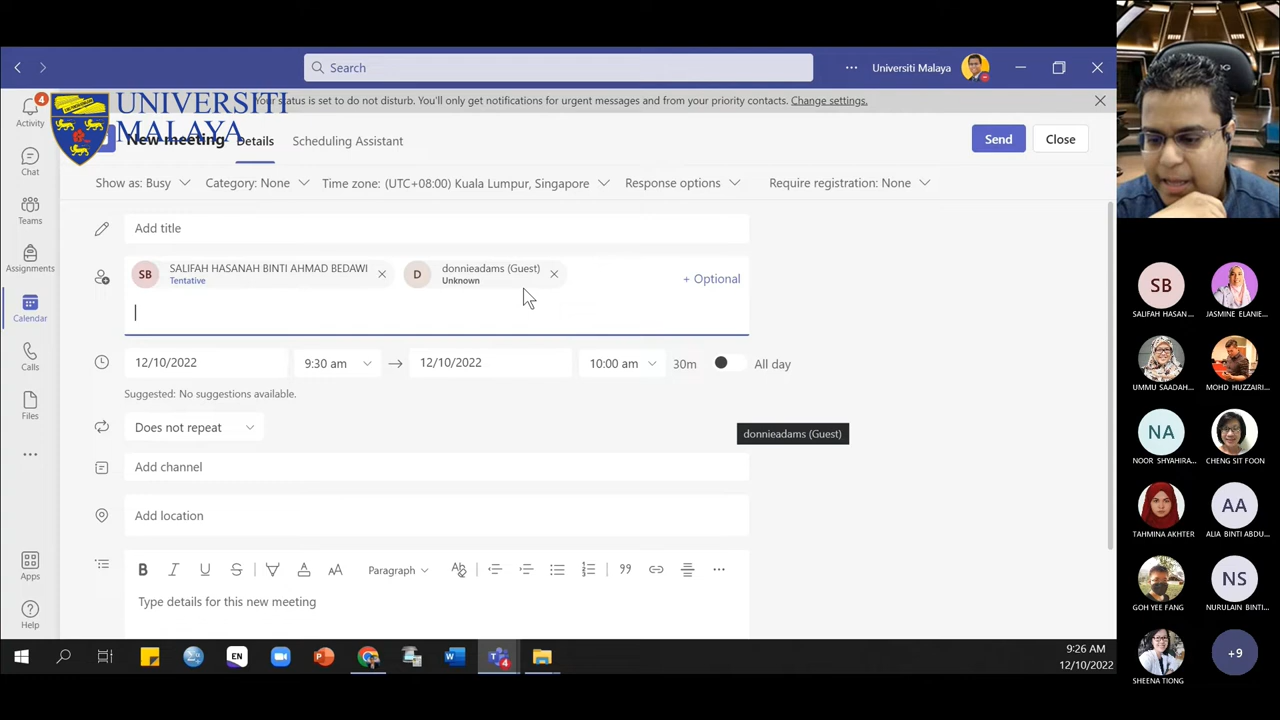 Search
Universiti Malaya
UNIVERSITI
MALAYA
Your status is set to do not disturb. You'll only get notifications for urgent messages and from your priority contacts. Change settings.
4
Activity
New meeting
Details
Scheduling Assistant
Send
Close
Chat
Show as: Busy
Category: None
Time zone: (UTC+08:00) Kuala Lumpur, Singapore
Response options
Require registration: None
Teams
Add title
Assignments
SB
SALIFAH HASANAH BINTI AHMAD BEDAWI
Tentative
D
donnieadams (Guest)
Unknown
+ Optional
Calendar
12/10/2022
9:30 am
12/10/2022
10:00 am
30m
All day
Calls
Suggested: No suggestions available.
Files
Does not repeat
donnieadams (Guest)
Add channel
Add location
Apps
B
I
U
S
A
AA
Paragraph
Ab
Type details for this new meeting
Help
EN
P
W
4
9:26 AM
12/10/2022
SB
SALIFAH HASAN...
JASMINE ELANIE...
UMMU SAADAH...
MOHD HUZZAIRI...
NA
NOOR SHYAHIRA...
CHENG SIT FOON
TAHMINA AKHTER
AA
ALIA BINTI ABDU...
GOH YEE FANG
NS
NURULAIN BINTI...
SHEENA TIONG
+9